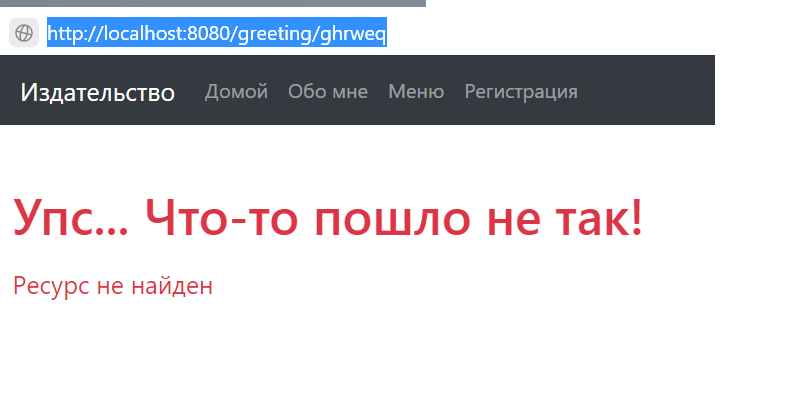 http://localhost:8080/greeting/ghrweq
Издательство Домой Обо мне Меню Регистрация
Упс... Что-то пошло не так!
Ресурс не найден